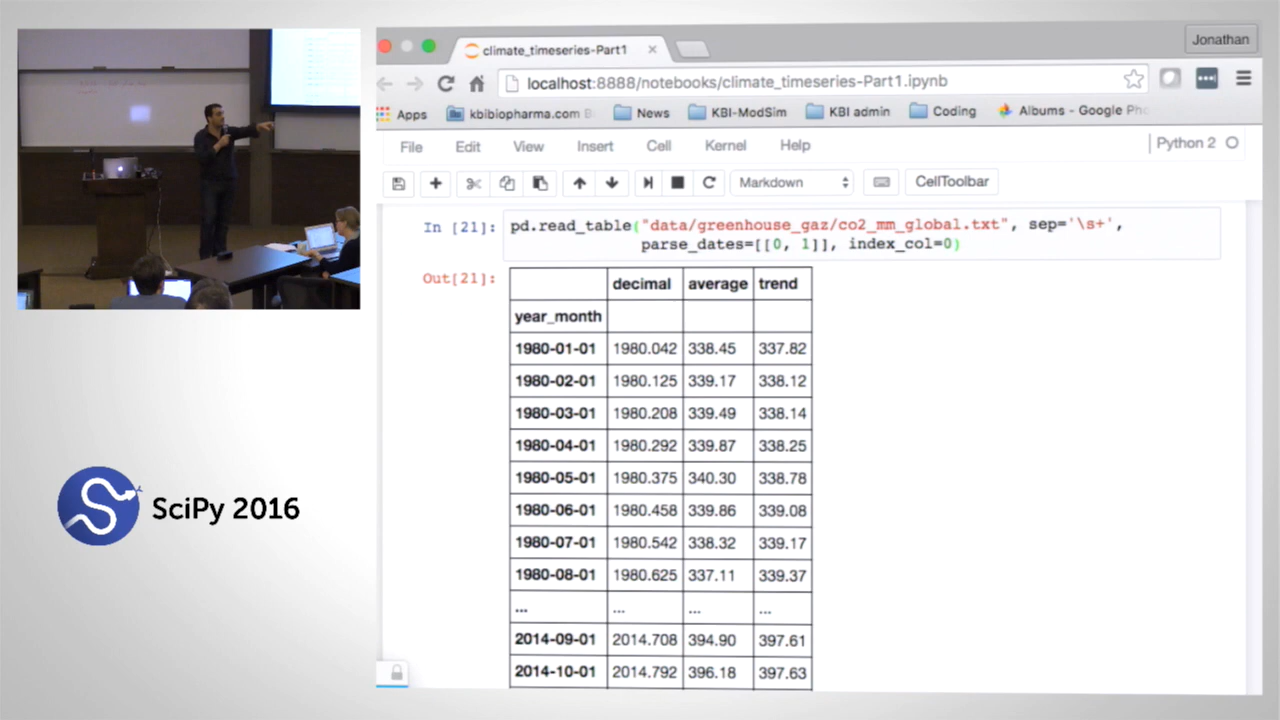 Jonathan
climate_timeseries-Part1
localhost:8888/notebooks/climate_timeseries-Part1.ipynb
Apps kbibiopharma.com News KBI-ModSim KBI admin Coding Albums - Google
File Edit View Insert Cell Kernel Help Python 2
Markdown CellToolbar
In [21]: pd.read_table("data/greenhouse_gaz/co2_mm_global.txt", sep='\s+',
parse_dates=[[0, 1]], index_col=0)
Out[21]:
decimal average trend
year_month
1980-01-01 1980.042 338.45 337.82
1980-02-01 1980.125 339.17 338.12
1980-03-01 1980.208 339.49 338.14
1980-04-01 1980.292 339.87 338.25
1980-05-01 1980.375 340.30 338.78
1980-06-01 1980.458 339.86 339.08
1980-07-01 1980.542 338.32 339.17
1980-08-01 1980.625 337.11 339.37
... ... ... ...
2014-09-01 2014.708 394.90 397.61
2014-10-01 2014.792 396.18 397.63
SciPy 2016